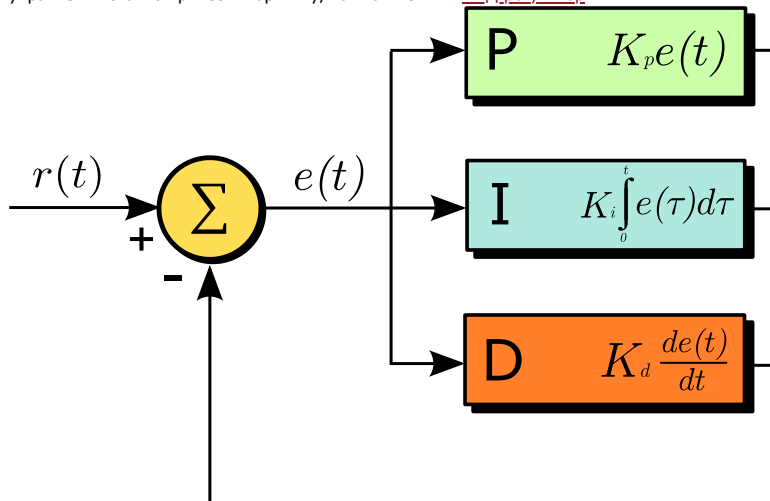 P K_p e(t)
r(t) e(t)
Σ
+
-
I K_i ∫_0^t e(τ)dτ
D K_d de(t)/dt